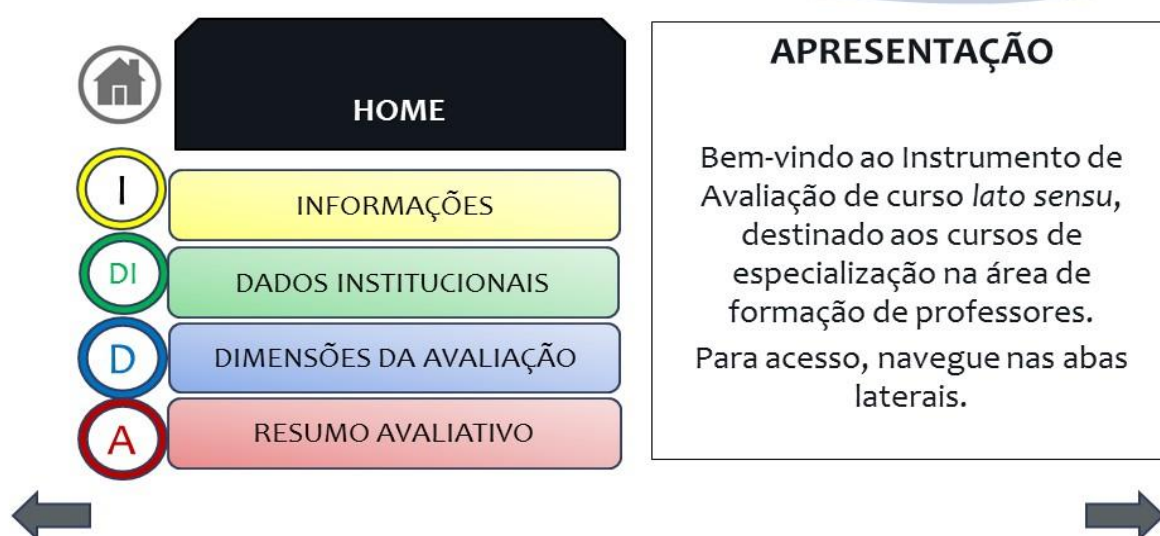 HOME
I
INFORMAÇÕES
DI
DADOS INSTITUCIONAIS
D
DIMENSÕES DA AVALIAÇÃO
A
RESUMO AVALIATIVO
APRESENTAÇÃO
Bem-vindo ao Instrumento de
Avaliação de curso lato sensu,
destinado aos cursos de
especialização na área de
formação de professores.
Para acesso, navegue nas abas
laterais.